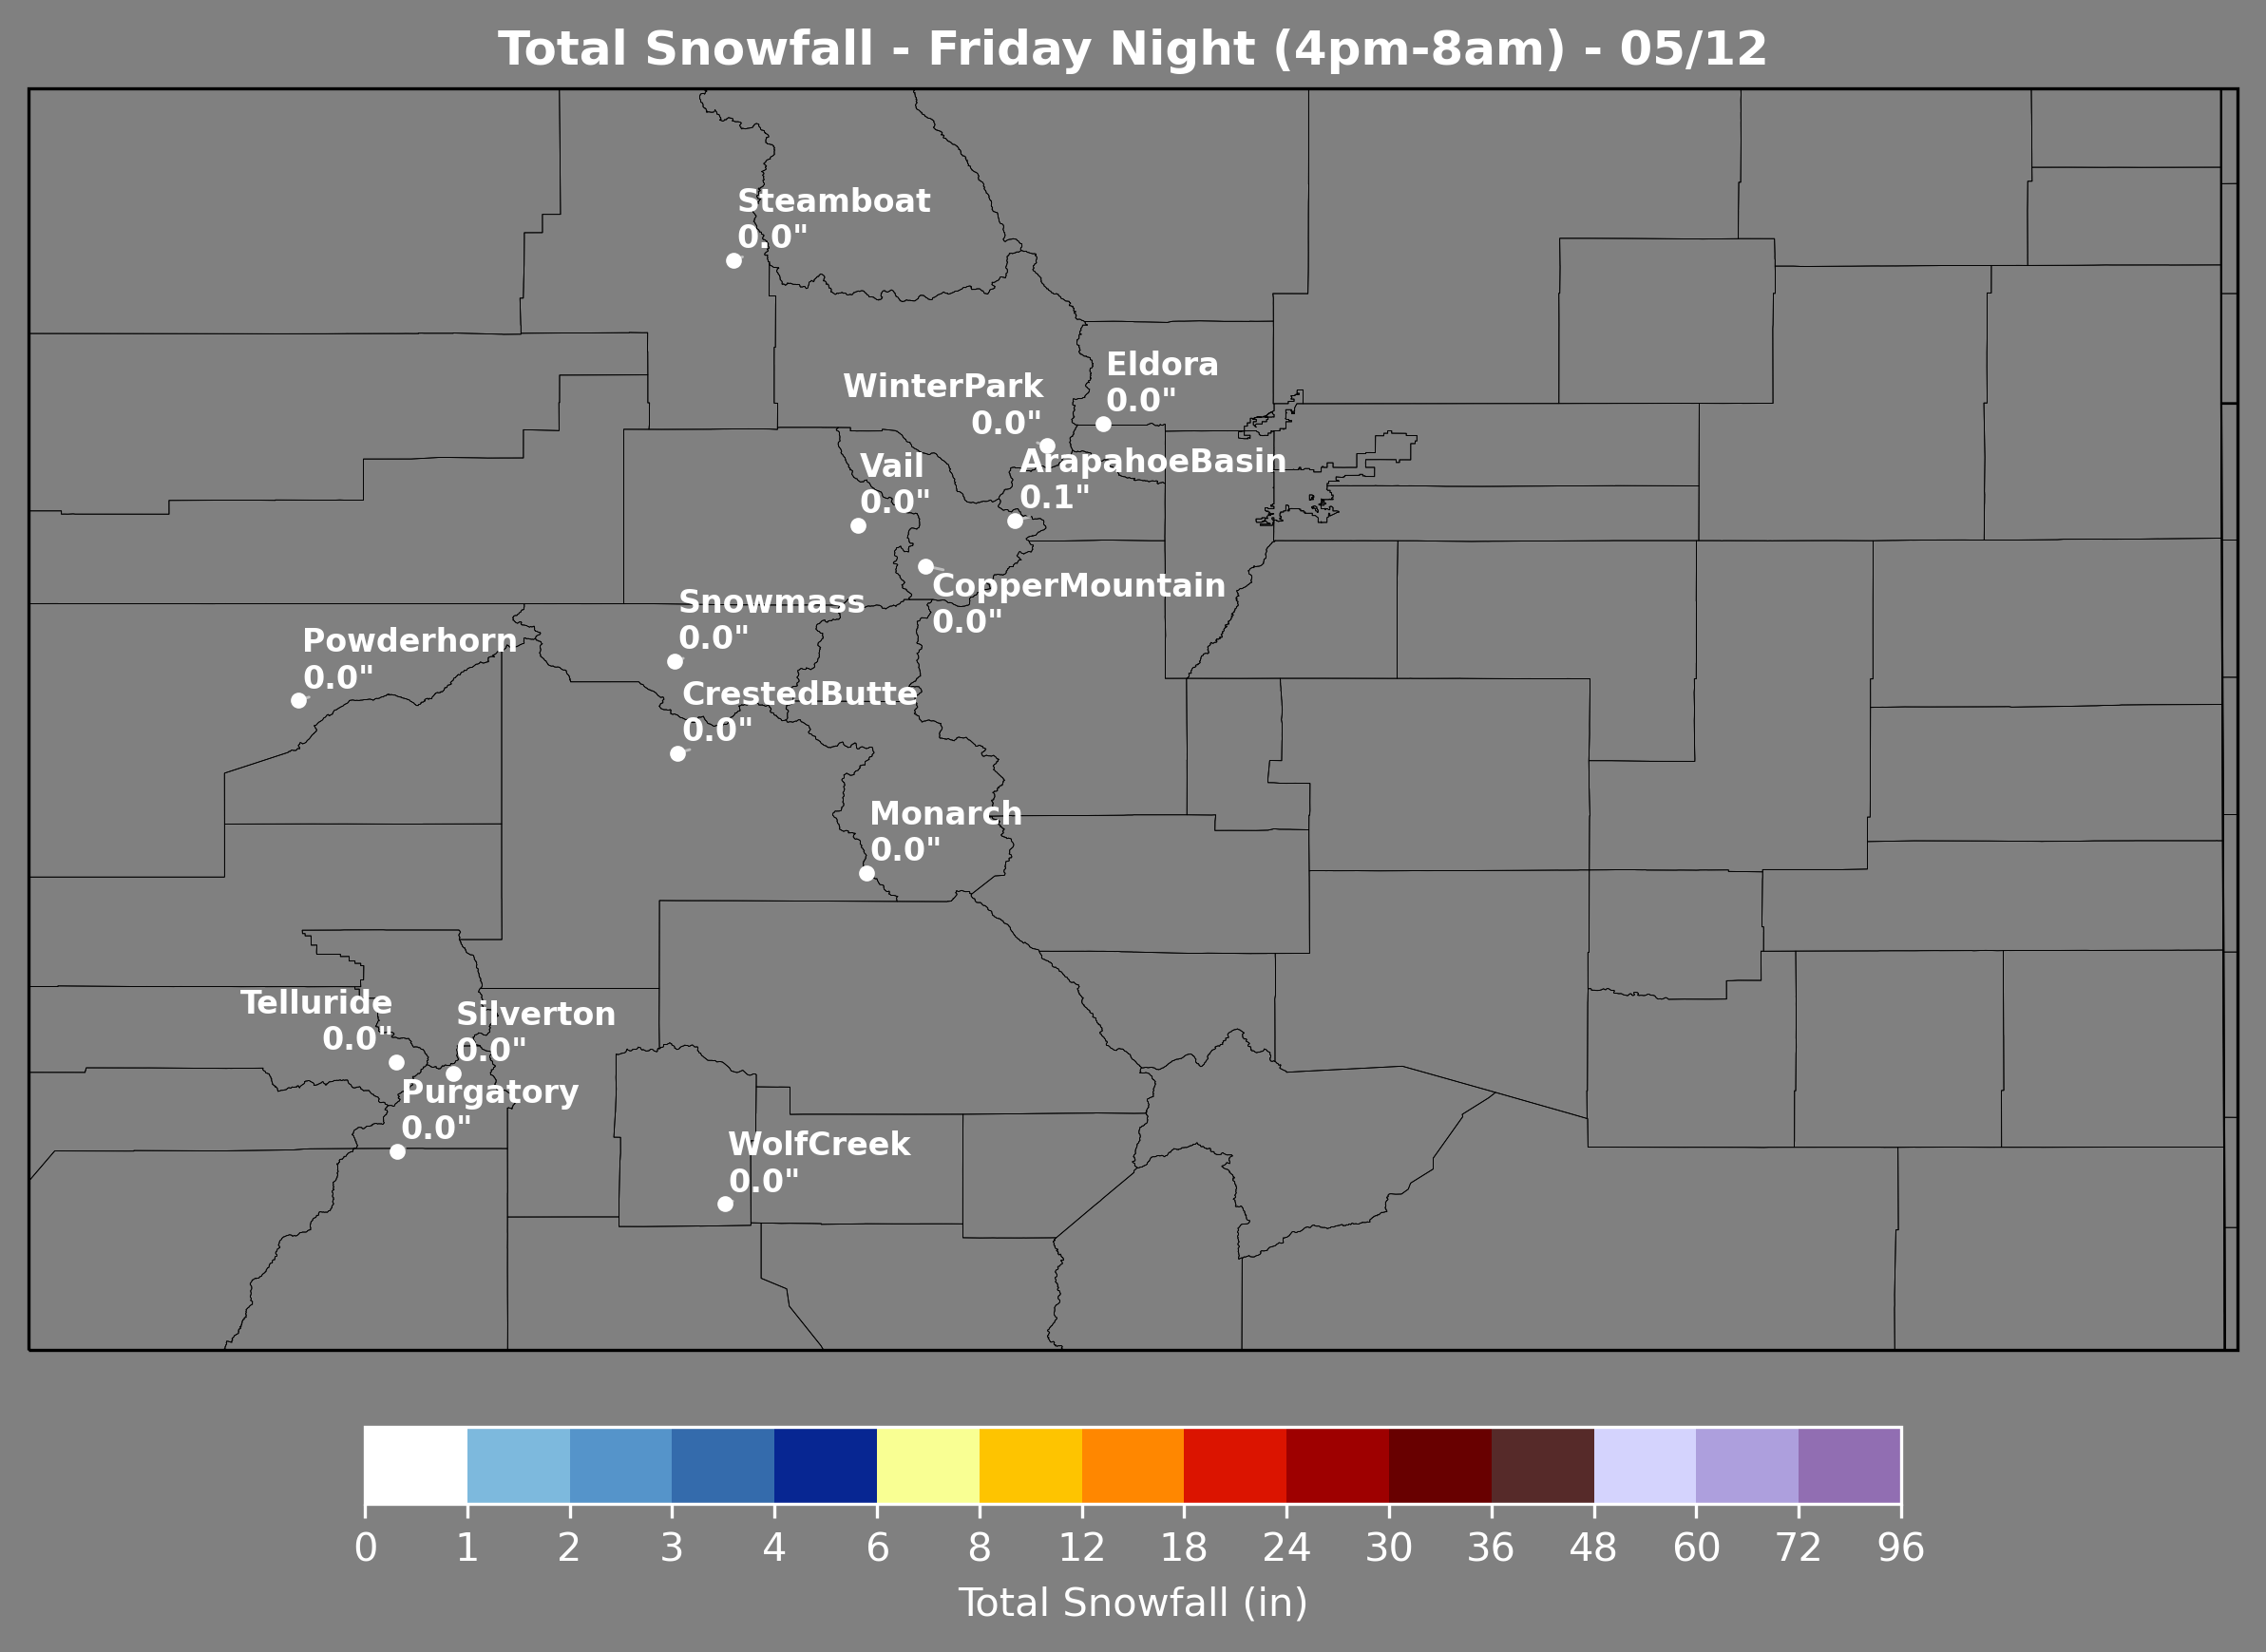 Total Snowfall - Friday Night (4pm-8am) - 05/12
Steamboat
0.0"
Eldora
0.0"
WinterPark
0.0"
ArapahoeBasin
0.1"
Vail
0.0"
CopperMountain
0.0"
Snowmass
0.0"
Powderhorn
0.0"
CrestedButte
0.0"
Monarch
0.0"
Telluride
0.0"
Silverton
0.0"
Purgatory
0.0"
WolfCreek
0.0"
0 1 2 3 4 6 8 12 18 24 30 36 48 60 72 96
Total Snowfall (in)